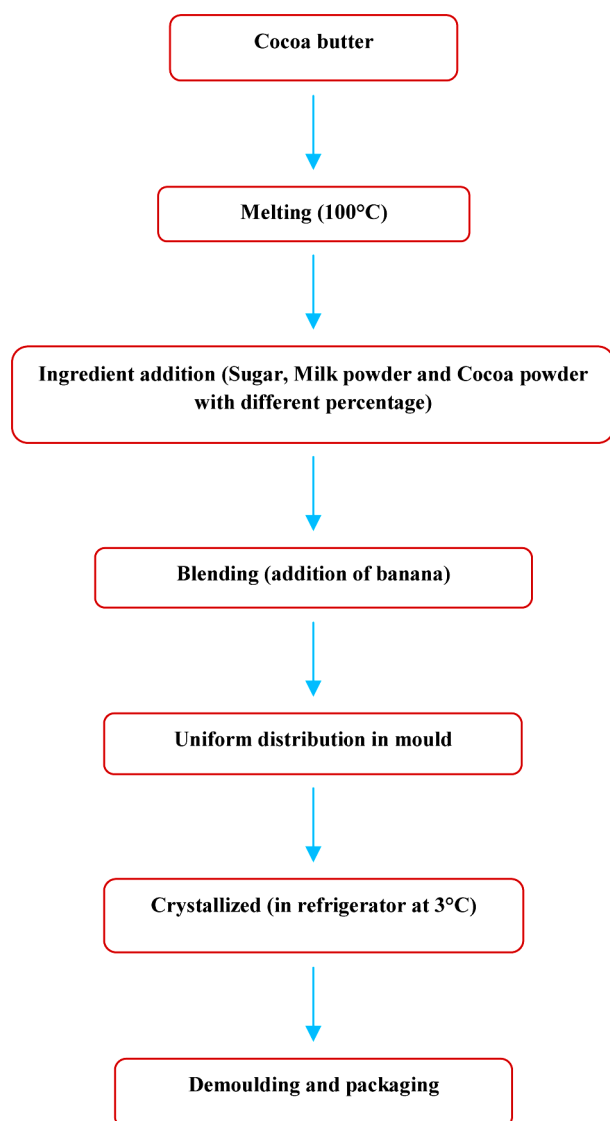 Cocoa butter
Melting (100°C)
Ingredient addition (Sugar, Milk powder and Cocoa powder
with different percentage)
Blending (addition of banana)
Uniform distribution in mould
Crystallized (in refrigerator at 3°C)
Demoulding and packaging